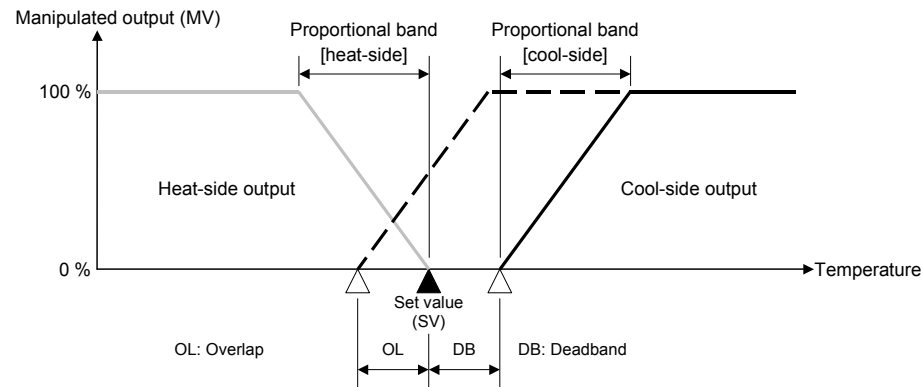 Manipulated output (MV)
Proportional band
[heat-side]
Proportional band
[cool-side]
100 %
Heat-side output
Cool-side output
0 %
Temperature
Set value
(SV)
OL: Overlap
OL
DB
DB: Deadband